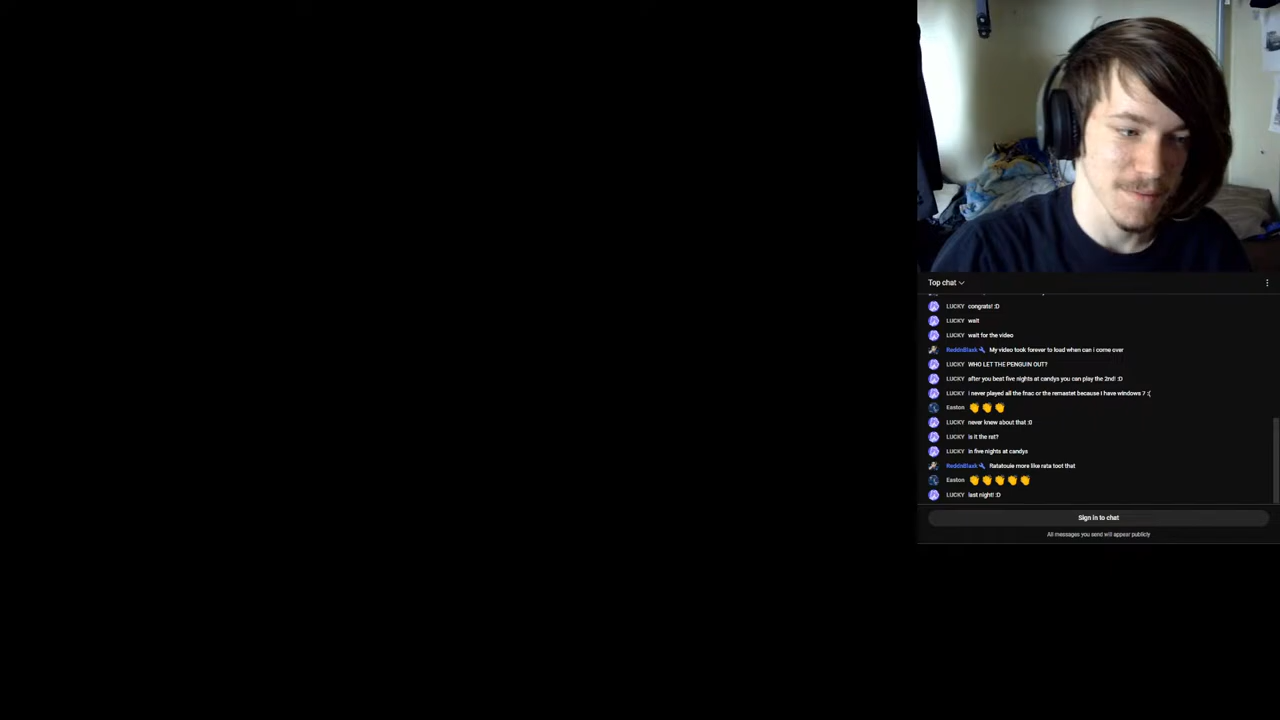 Top chat
LUCKY congrats! :D
LUCKY wait
LUCKY wait for the video
ReddnBlask My video took forever to load when can i come over
LUCKY WHO LET THE PENGUIN OUT?
LUCKY after you beat five nights at candys you can play the 2nd! :D
LUCKY i never played all the fnac or the remastet because I have windows 7 :(
Easton 👏👏👏
LUCKY never knew about that :0
LUCKY is it the rat?
LUCKY in five nights at candys
ReddnBlask Ratatouie more like rata toot that
Easton 👏👏👏👏👏
LUCKY last night! :D
Sign in to chat
All messages you send will appear publicly